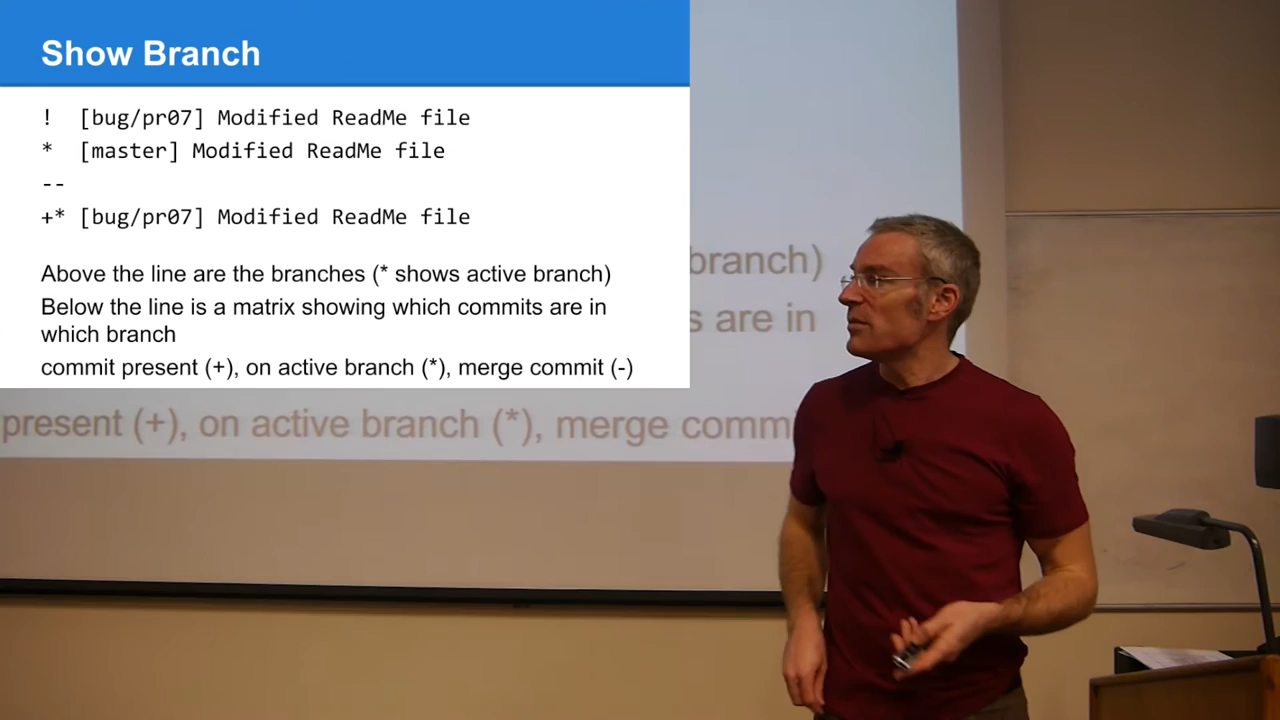 Show Branch
!  [bug/pr07] Modified ReadMe file
*  [master] Modified ReadMe file
--
+* [bug/pr07] Modified ReadMe file
Above the line are the branches (* shows active branch)
Below the line is a matrix showing which commits are in
which branch
commit present (+), on active branch (*), merge commit (-)
branch)
s are in
present (+), on active branch (*), merge comm